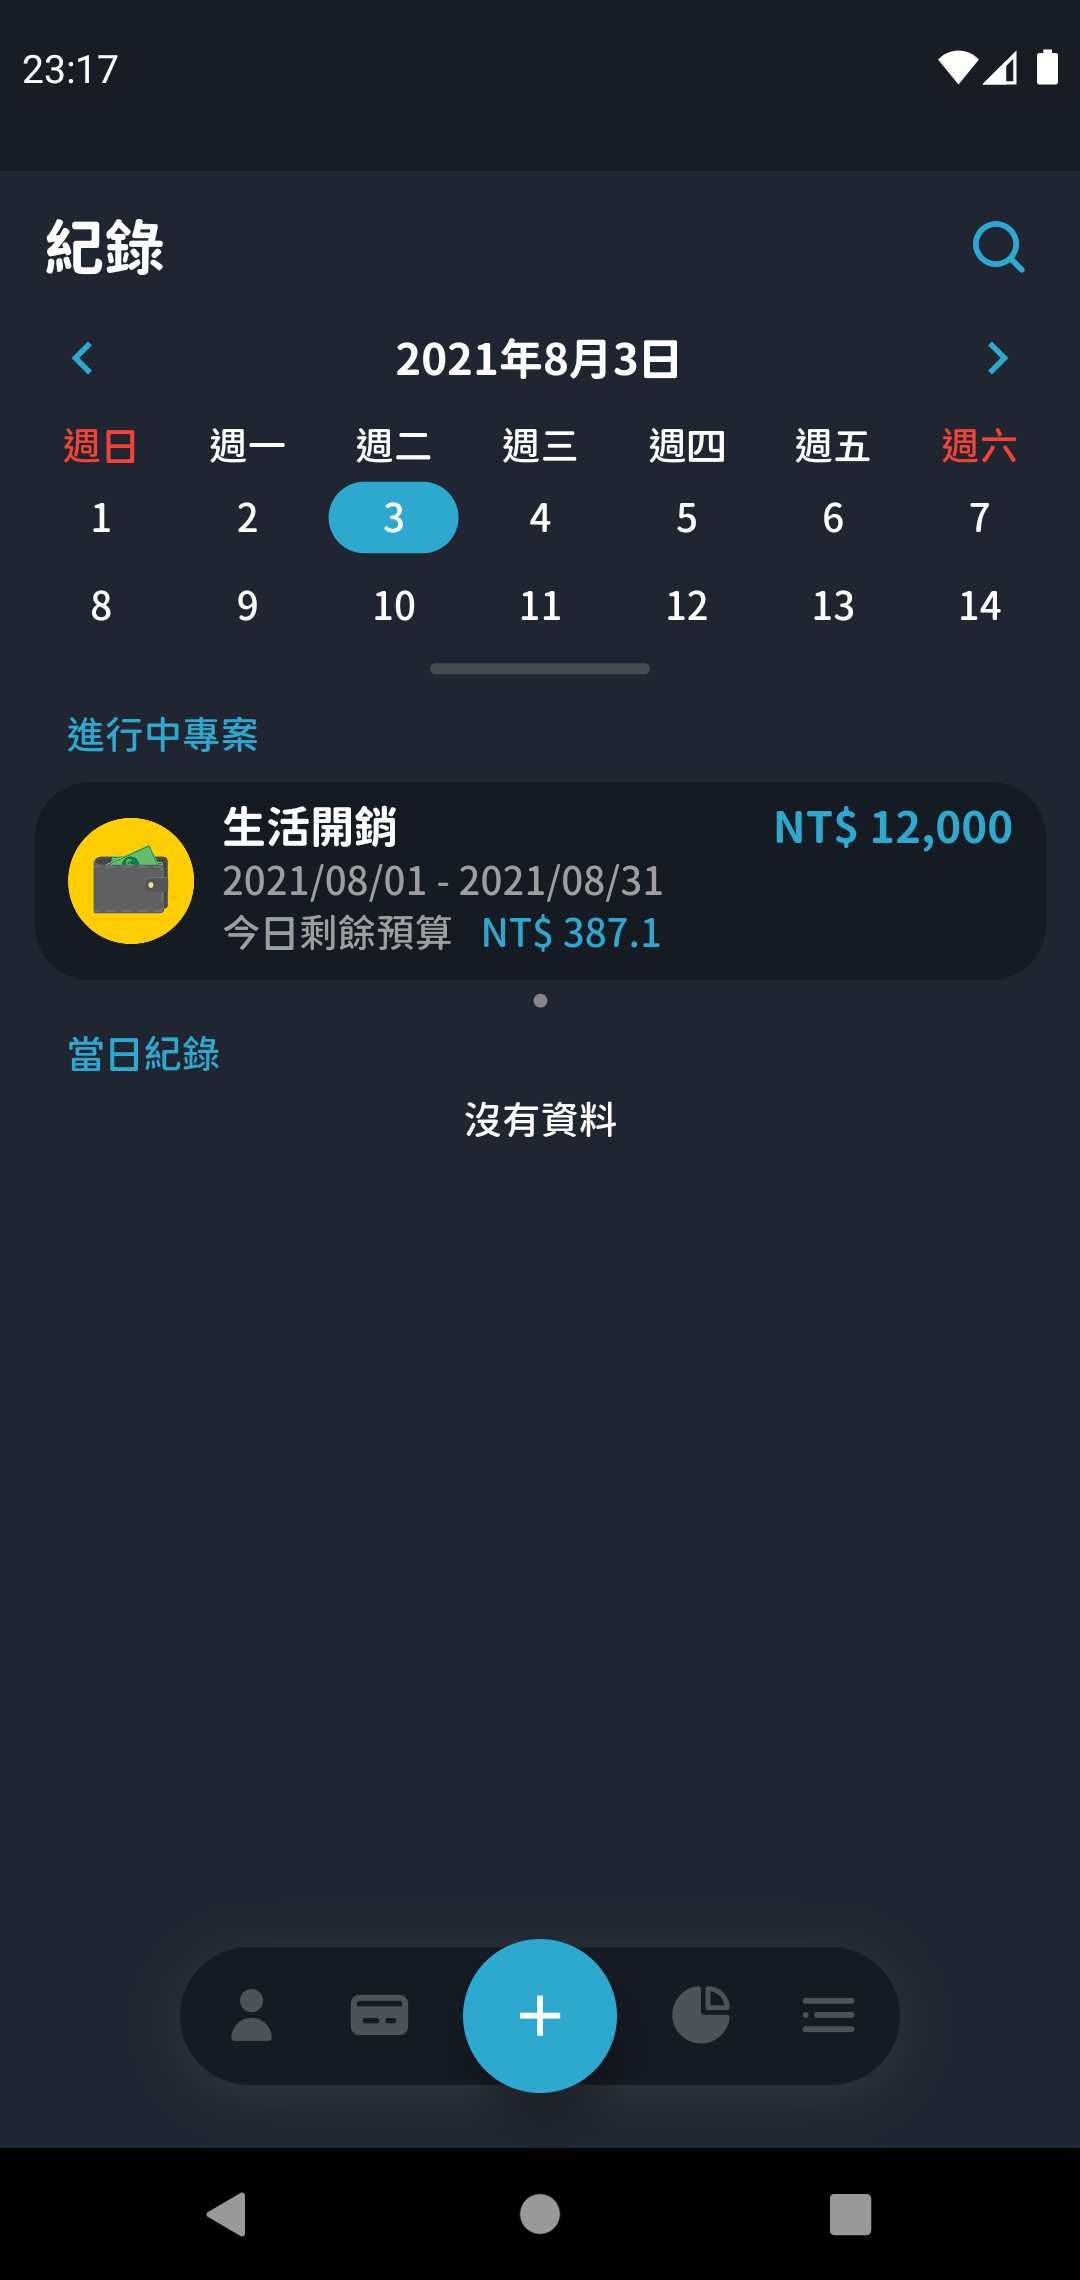 23:17
紀錄
2021年8月3日
週日 週一 週二 週三 週四 週五 週六
1 2 3 4 5 6 7
8 9 10 11 12 13 14
進行中專案
生活開銷 NT$ 12,000
2021/08/01 - 2021/08/31
今日剩餘預算 NT$ 387.1
當日紀錄
沒有資料